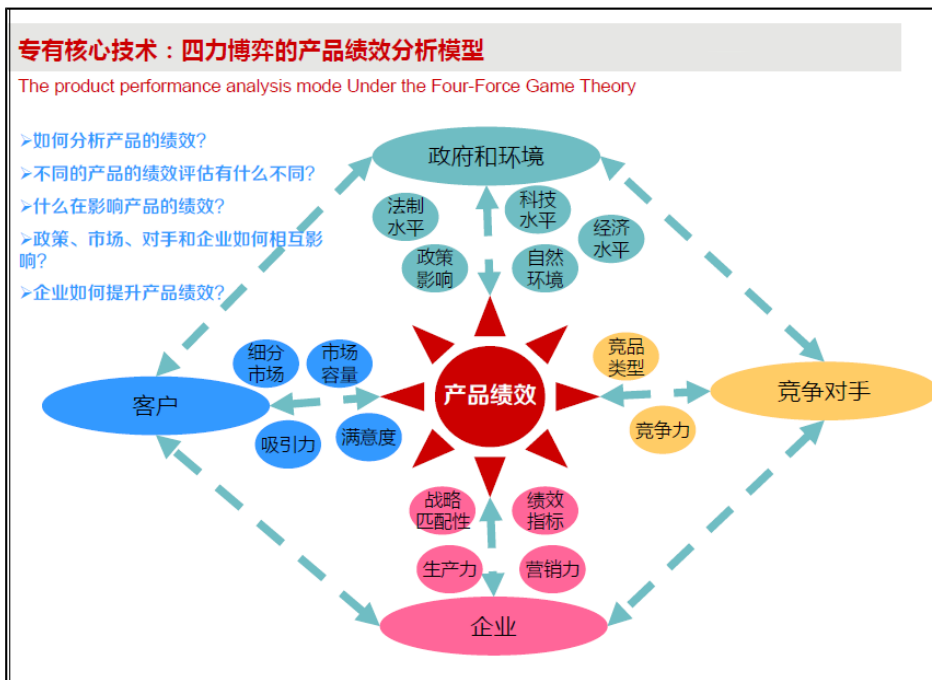 专有核心技术：四力博弈的产品绩效分析模型
The product performance analysis mode Under the Four-Force Game Theory
➢如何分析产品的绩效?
➢不同的产品的绩效评估有什么不同?
➢什么在影响产品的绩效?
➢政策、市场、对手和企业如何相互影
响?
➢企业如何提升产品绩效?
政府和环境
法制
水平
科技
水平
经济
水平
政策
影响
自然
环境
细分
市场
市场
容量
客户
吸引力
满意度
产品绩效
竞品
类型
竞争对手
竞争力
战略
匹配性
绩效
指标
生产力
营销力
企业